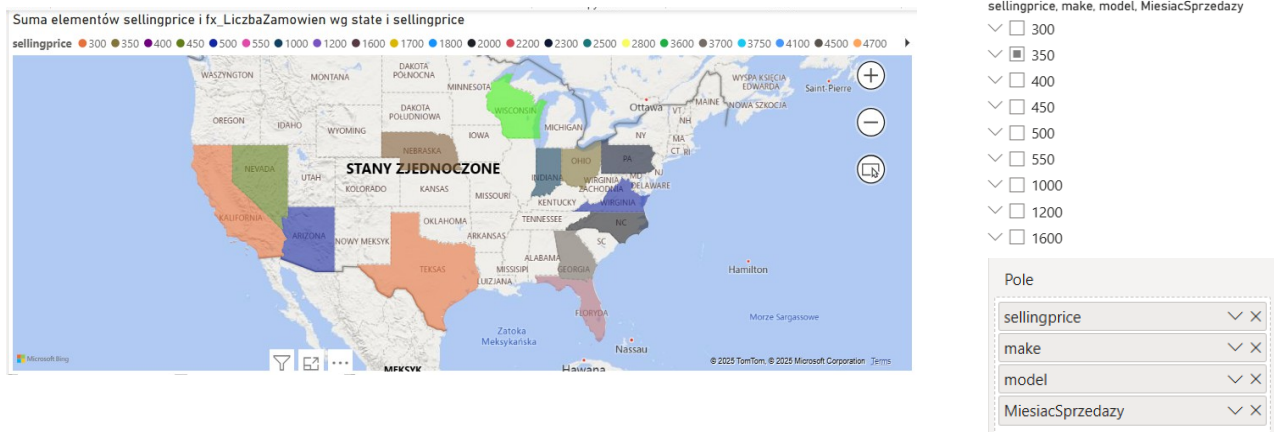 Suma elementów sellingprice i fx_LiczbaZamowien wg state i sellingprice
sellingprice 300 350 400 450 500 550 1000 1200 1600 1700 1800 2000 2200 2300 2500 2800 3600 3700 3750 4100 4500 4700
WASZYNGTON
MONTANA
DAKOTA
PÓŁNOCNA
MINNESOTA
OREGON
IDAHO
WYOMING
DAKOTA
POŁUDNIOWA
WISCONSIN
MICHIGAN
Ottawa
VT
NH
MAINE
NOWA SZKOCJA
WYSPA KSIĘCIA
EDWARDA
Saint-Pierre
IOWA
NY
MA
CT RI
NEBRASKA
NEVADA
UTAH
STANY ZJEDNOCZONE
KOLORADO
KANSAS
MISSOURI
INDIANA
OHIO
PA
NJ
MD
DELAWARE
WIRGINIA
ZACHODNIA
KENTUCKY
WIRGINIA
KALIFORNIA
ARIZONA
NOWY MEKSYK
OKLAHOMA
ARKANSAS
TENNESSEE
NC
SC
TEKSAS
MISSISIPI
ALABAMA
GEORGIA
LUIZJANA
FLORYDA
Hamilton
Morze Sargassowe
Zatoka
Meksykańska
Nassau
Hawana
MEKSYK
Microsoft Bing
© 2025 TomTom, © 2025 Microsoft Corporation Terms
sellingprice, make, model, MiesiacSprzedazy
300
350
400
450
500
550
1000
1200
1600
Pole
sellingprice
make
model
MiesiacSprzedazy